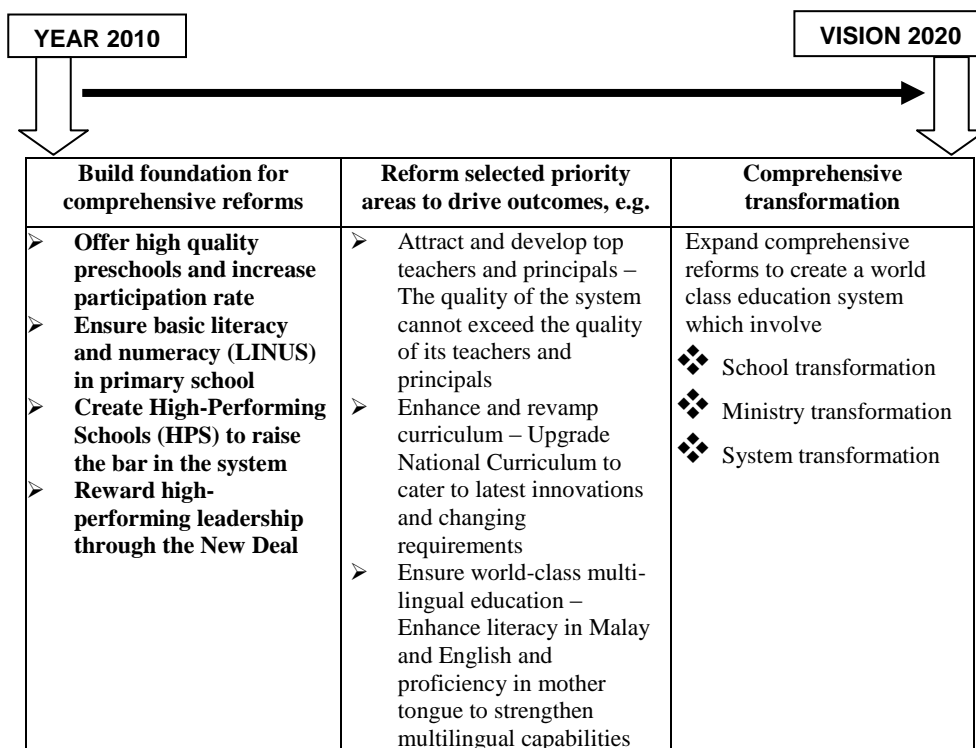 YEAR 2010
VISION 2020
Build foundation for
comprehensive reforms
➢ Offer high quality
preschools and increase
participation rate
➢ Ensure basic literacy
and numeracy (LINUS)
in primary school
➢ Create High-Performing
Schools (HPS) to raise
the bar in the system
➢ Reward high-
performing leadership
through the New Deal
Reform selected priority
areas to drive outcomes, e.g.
➢ Attract and develop top
teachers and principals –
The quality of the system
cannot exceed the quality
of its teachers and
principals
➢ Enhance and revamp
curriculum – Upgrade
National Curriculum to
cater to latest innovations
and changing
requirements
➢ Ensure world-class multi-
lingual education –
Enhance literacy in Malay
and English and
proficiency in mother
tongue to strengthen
multilingual capabilities
Comprehensive
transformation
Expand comprehensive
reforms to create a world
class education system
which involve
❖ School transformation
❖ Ministry transformation
❖ System transformation